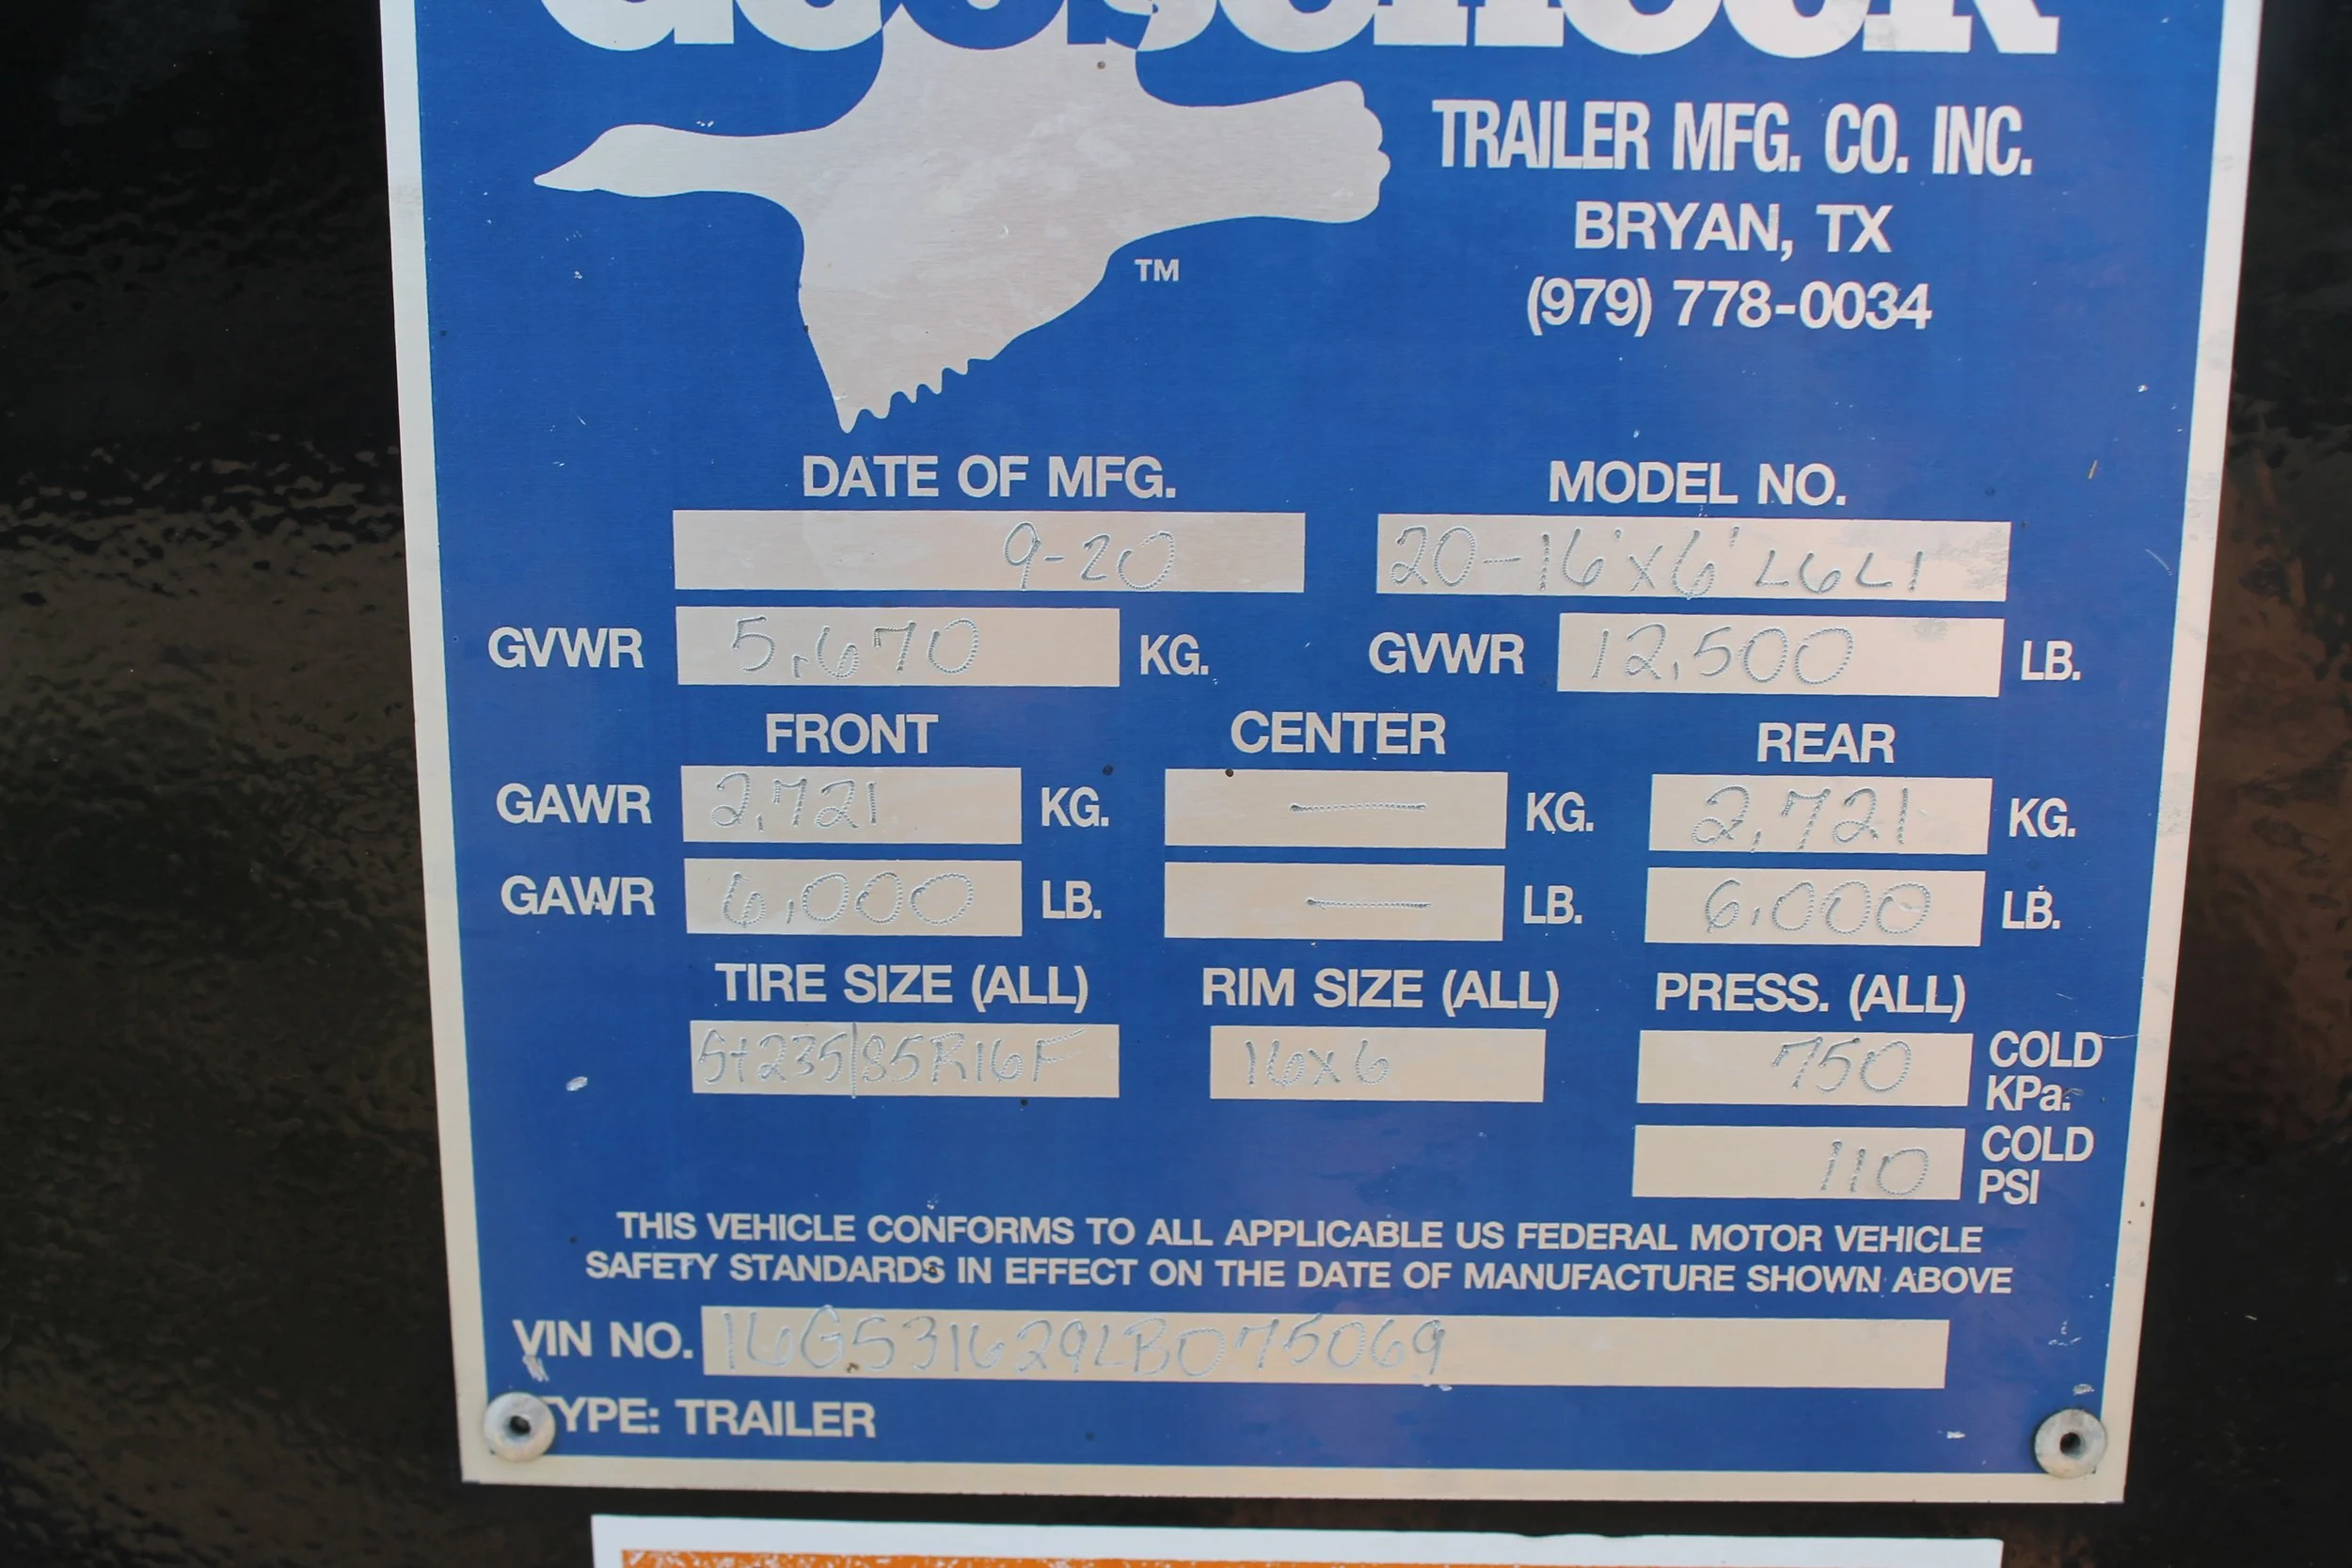 Gooseneck
TRAILER MFG. CO. INC.
BRYAN, TX
(979) 778-0034
TM
DATE OF MFG. MODEL NO.
9-20 20-16'x6' L6L1
GVWR 5,670 KG. GVWR 12,500 LB.
FRONT CENTER REAR
GAWR 2,721 KG. — KG. 2,721 KG.
GAWR 6,000 LB. — LB. 6,000 LB.
TIRE SIZE (ALL) RIM SIZE (ALL) PRESS. (ALL)
St235/85R16F 16x6 750 COLD KPa.
110 COLD PSI
THIS VEHICLE CONFORMS TO ALL APPLICABLE US FEDERAL MOTOR VEHICLE
SAFETY STANDARDS IN EFFECT ON THE DATE OF MANUFACTURE SHOWN ABOVE
VIN NO. 16GS31629LB075069
TYPE: TRAILER